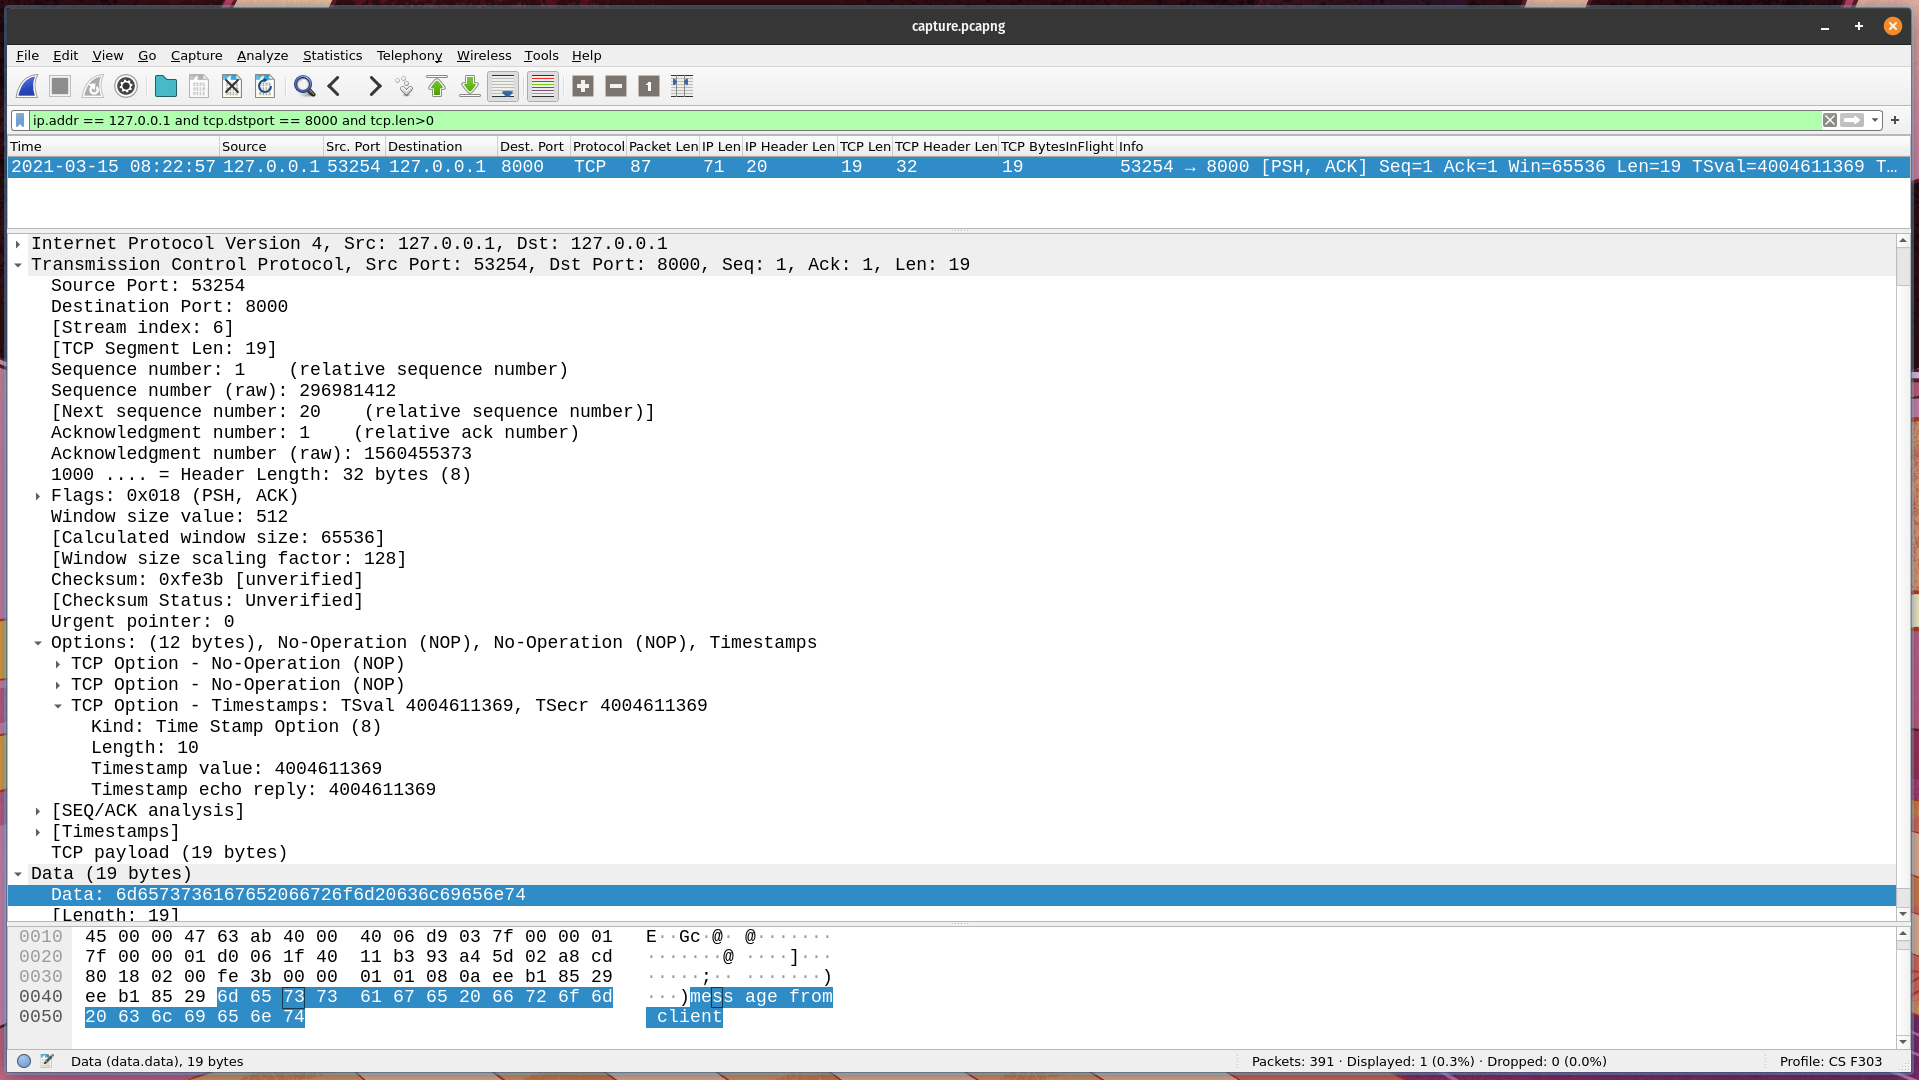 capture.pcapng
File Edit View Go Capture Analyze Statistics Telephony Wireless Tools Help
ip.addr == 127.0.0.1 and tcp.dstport == 8000 and tcp.len>0
Time Source Src. Port Destination Dest. Port Protocol Packet Len IP Len IP Header Len TCP Len TCP Header Len TCP BytesInFlight Info
2021-03-15 08:22:57 127.0.0.1 53254 127.0.0.1 8000 TCP 87 71 20 19 32 19 53254 → 8000 [PSH, ACK] Seq=1 Ack=1 Win=65536 Len=19 TSval=4004611369 T…
Internet Protocol Version 4, Src: 127.0.0.1, Dst: 127.0.0.1
Transmission Control Protocol, Src Port: 53254, Dst Port: 8000, Seq: 1, Ack: 1, Len: 19
Source Port: 53254
Destination Port: 8000
[Stream index: 6]
[TCP Segment Len: 19]
Sequence number: 1    (relative sequence number)
Sequence number (raw): 296981412
[Next sequence number: 20    (relative sequence number)]
Acknowledgment number: 1    (relative ack number)
Acknowledgment number (raw): 1560455373
1000 .... = Header Length: 32 bytes (8)
Flags: 0x018 (PSH, ACK)
Window size value: 512
[Calculated window size: 65536]
[Window size scaling factor: 128]
Checksum: 0xfe3b [unverified]
[Checksum Status: Unverified]
Urgent pointer: 0
Options: (12 bytes), No-Operation (NOP), No-Operation (NOP), Timestamps
TCP Option - No-Operation (NOP)
TCP Option - No-Operation (NOP)
TCP Option - Timestamps: TSval 4004611369, TSecr 4004611369
Kind: Time Stamp Option (8)
Length: 10
Timestamp value: 4004611369
Timestamp echo reply: 4004611369
[SEQ/ACK analysis]
[Timestamps]
TCP payload (19 bytes)
Data (19 bytes)
Data: 6d6573736167652066726f6d20636c69656e74
[Length: 19]
0010 45 00 00 47 63 ab 40 00 40 06 d9 03 7f 00 00 01 E··Gc·@· @·······
0020 7f 00 00 01 d0 06 1f 40 11 b3 93 a4 5d 02 a8 cd ·······@ ····]···
0030 80 18 02 00 fe 3b 00 00 01 01 08 0a ee b1 85 29 ·····;·· ·······)
0040 ee b1 85 29 6d 65 73 73 61 67 65 20 66 72 6f 6d ···)mess age from
0050 20 63 6c 69 65 6e 74 client
Data (data.data), 19 bytes Packets: 391 · Displayed: 1 (0.3%) · Dropped: 0 (0.0%) Profile: CS F303